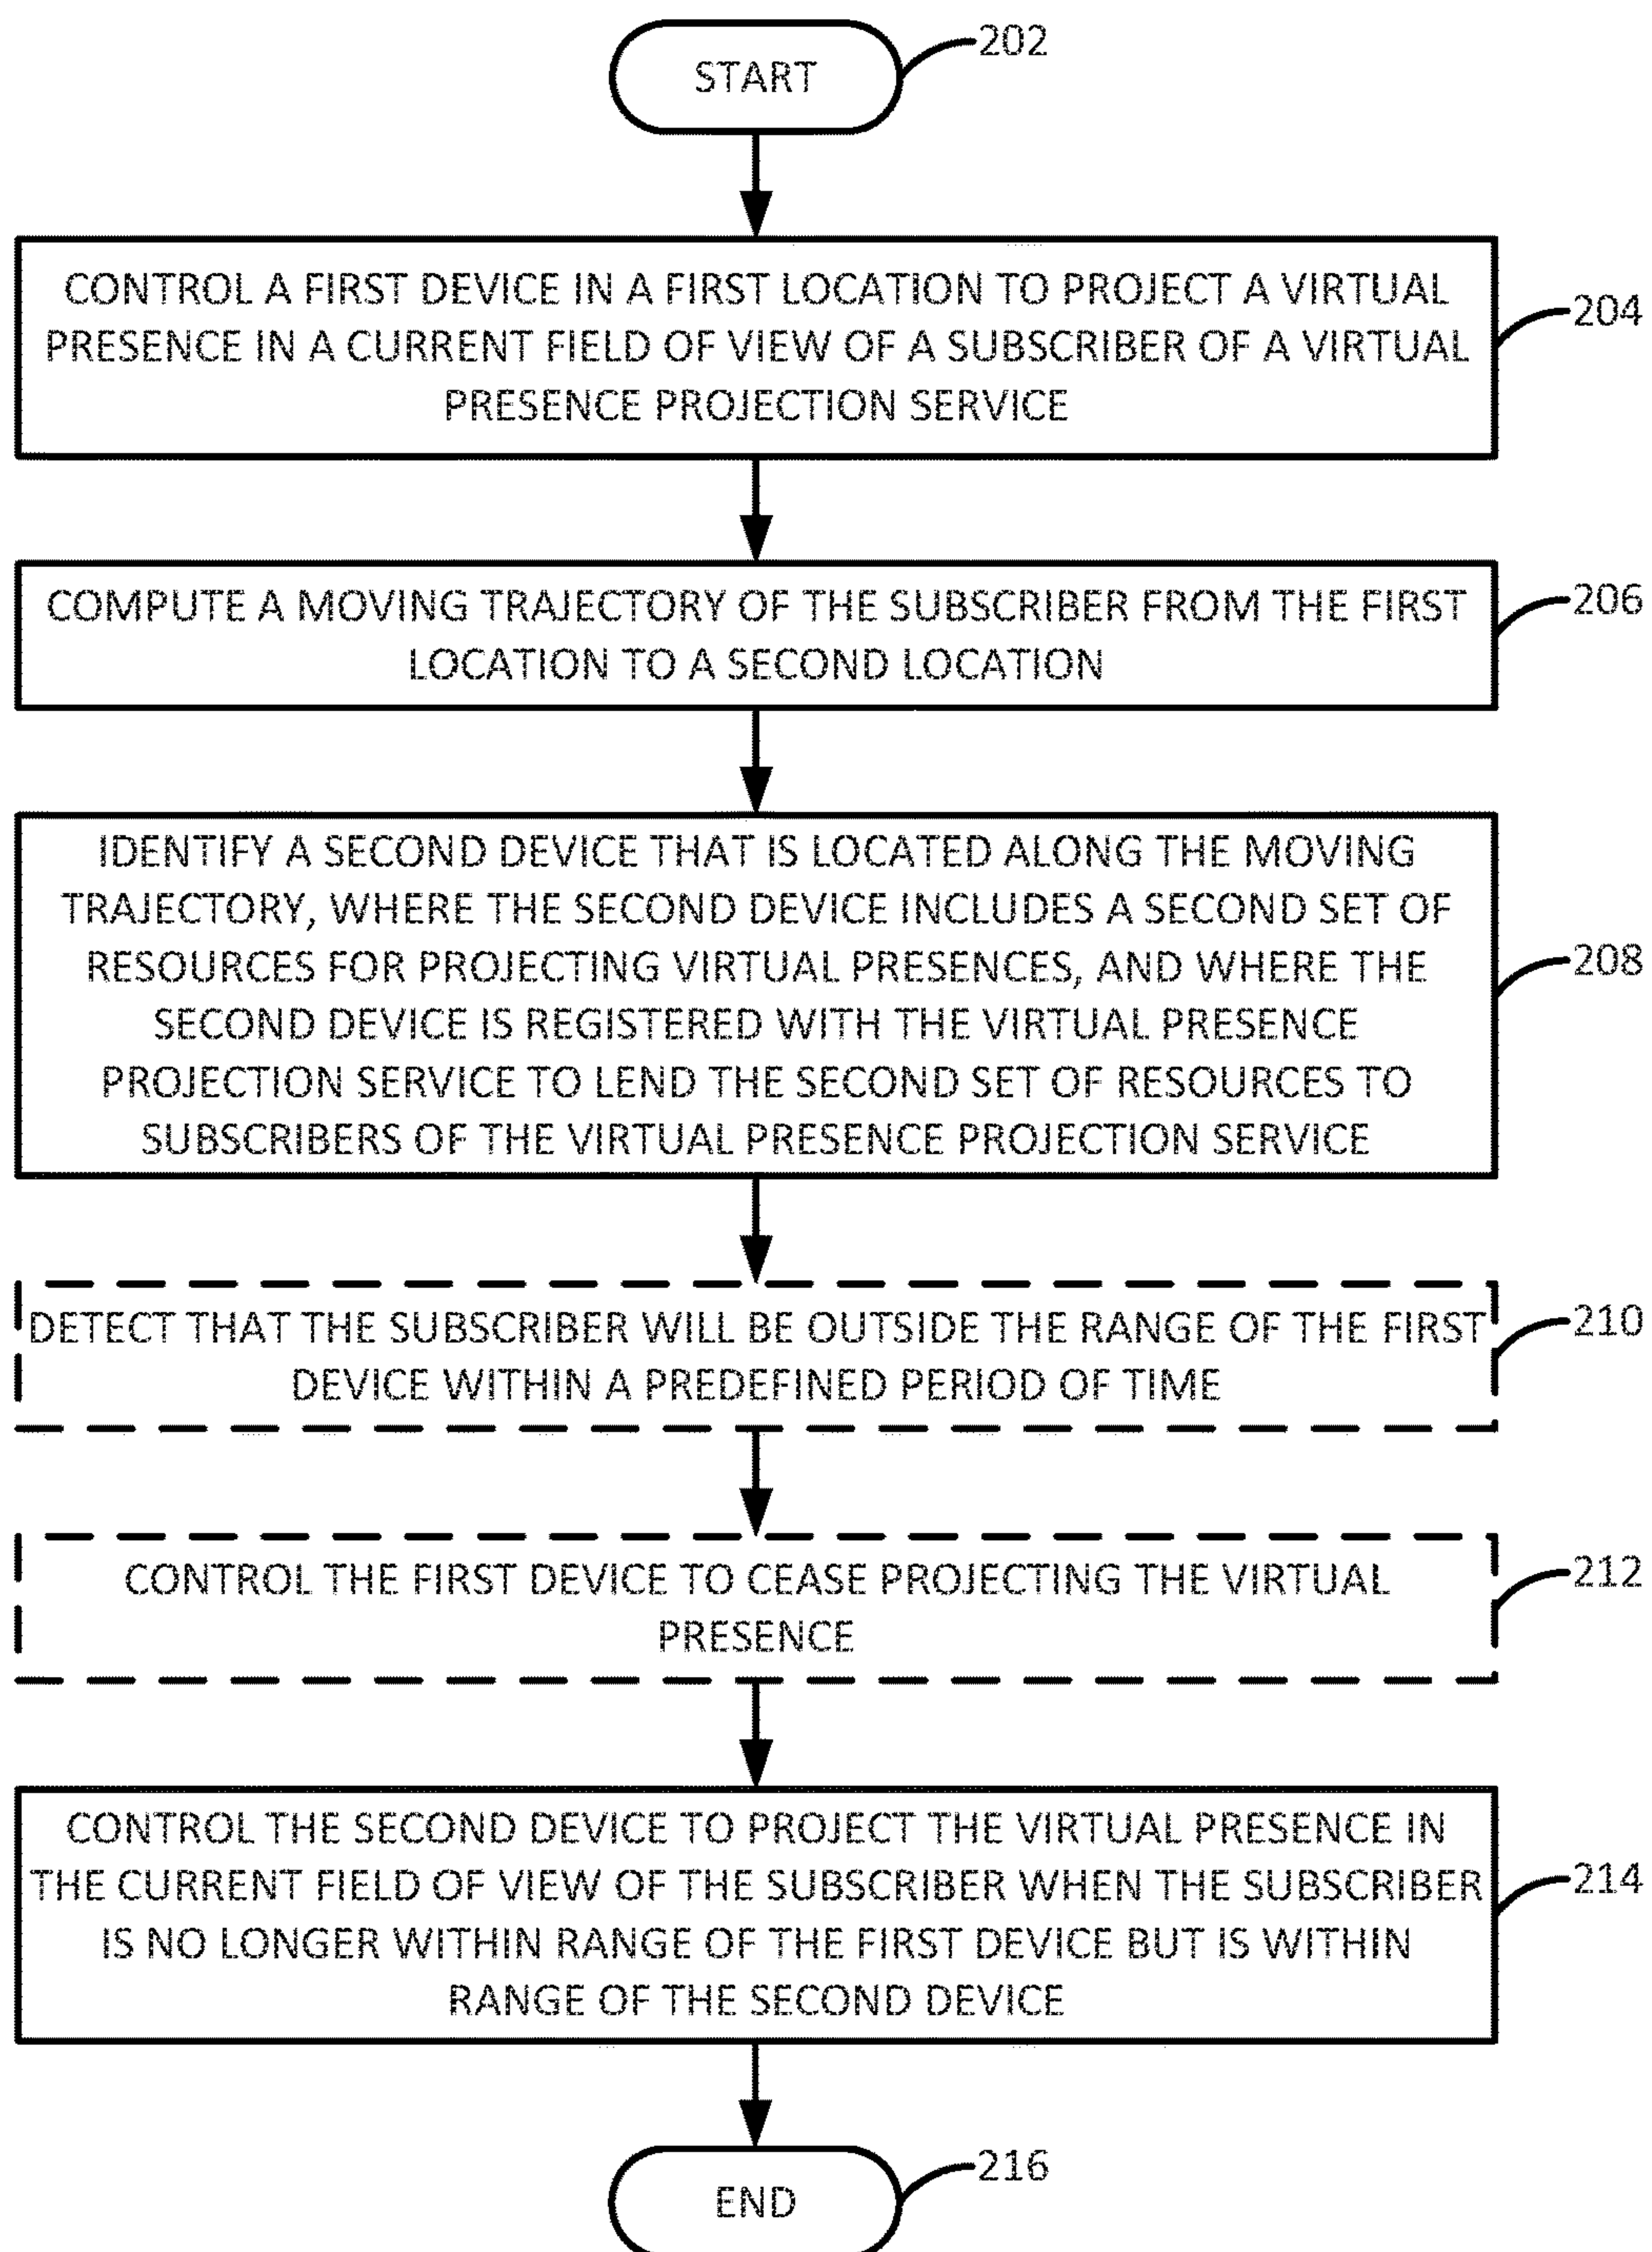 START
202
CONTROL A FIRST DEVICE IN A FIRST LOCATION TO PROJECT A VIRTUAL
PRESENCE IN A CURRENT FIELD OF VIEW OF A SUBSCRIBER OF A VIRTUAL
PRESENCE PROJECTION SERVICE
204
COMPUTE A MOVING TRAJECTORY OF THE SUBSCRIBER FROM THE FIRST
LOCATION TO A SECOND LOCATION
206
IDENTIFY A SECOND DEVICE THAT IS LOCATED ALONG THE MOVING
TRAJECTORY, WHERE THE SECOND DEVICE INCLUDES A SECOND SET OF
RESOURCES FOR PROJECTING VIRTUAL PRESENCES, AND WHERE THE
SECOND DEVICE IS REGISTERED WITH THE VIRTUAL PRESENCE
PROJECTION SERVICE TO LEND THE SECOND SET OF RESOURCES TO
SUBSCRIBERS OF THE VIRTUAL PRESENCE PROJECTION SERVICE
208
DETECT THAT THE SUBSCRIBER WILL BE OUTSIDE THE RANGE OF THE FIRST
DEVICE WITHIN A PREDEFINED PERIOD OF TIME
210
CONTROL THE FIRST DEVICE TO CEASE PROJECTING THE VIRTUAL
PRESENCE
212
CONTROL THE SECOND DEVICE TO PROJECT THE VIRTUAL PRESENCE IN
THE CURRENT FIELD OF VIEW OF THE SUBSCRIBER WHEN THE SUBSCRIBER
IS NO LONGER WITHIN RANGE OF THE FIRST DEVICE BUT IS WITHIN
RANGE OF THE SECOND DEVICE
214
END
216